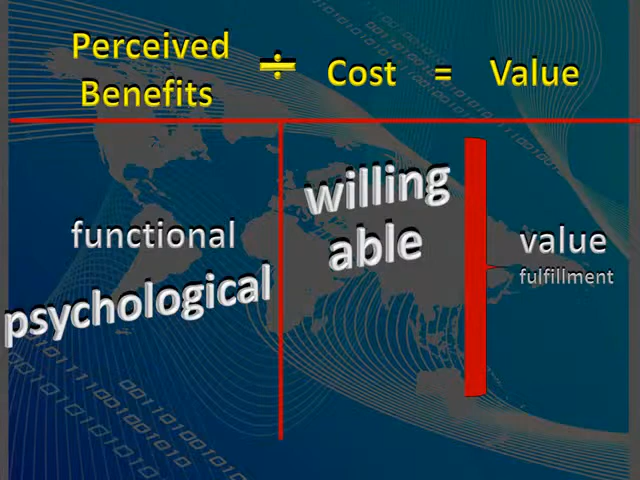 Perceived
Benefits
÷ Cost = Value
functional
psychological
willing
able
value
fulfillment